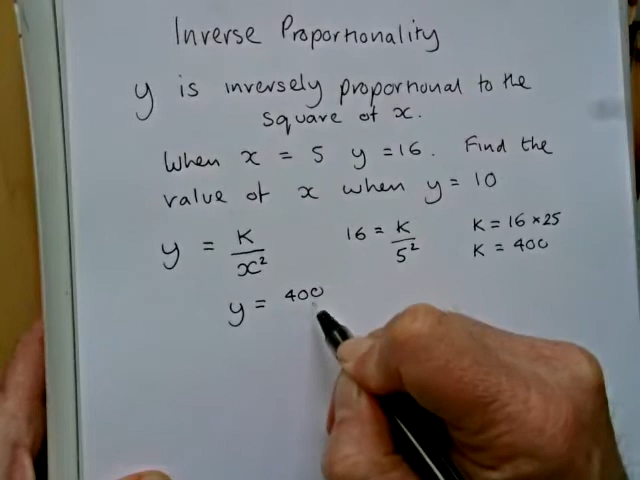 Inverse Proportionality
y is inversely proportional to the
square of x.
When x = 5 y = 16. Find the
value of x when y = 10
y = K/x² 16 = K/5² K = 16 × 25
K = 400
y = 400